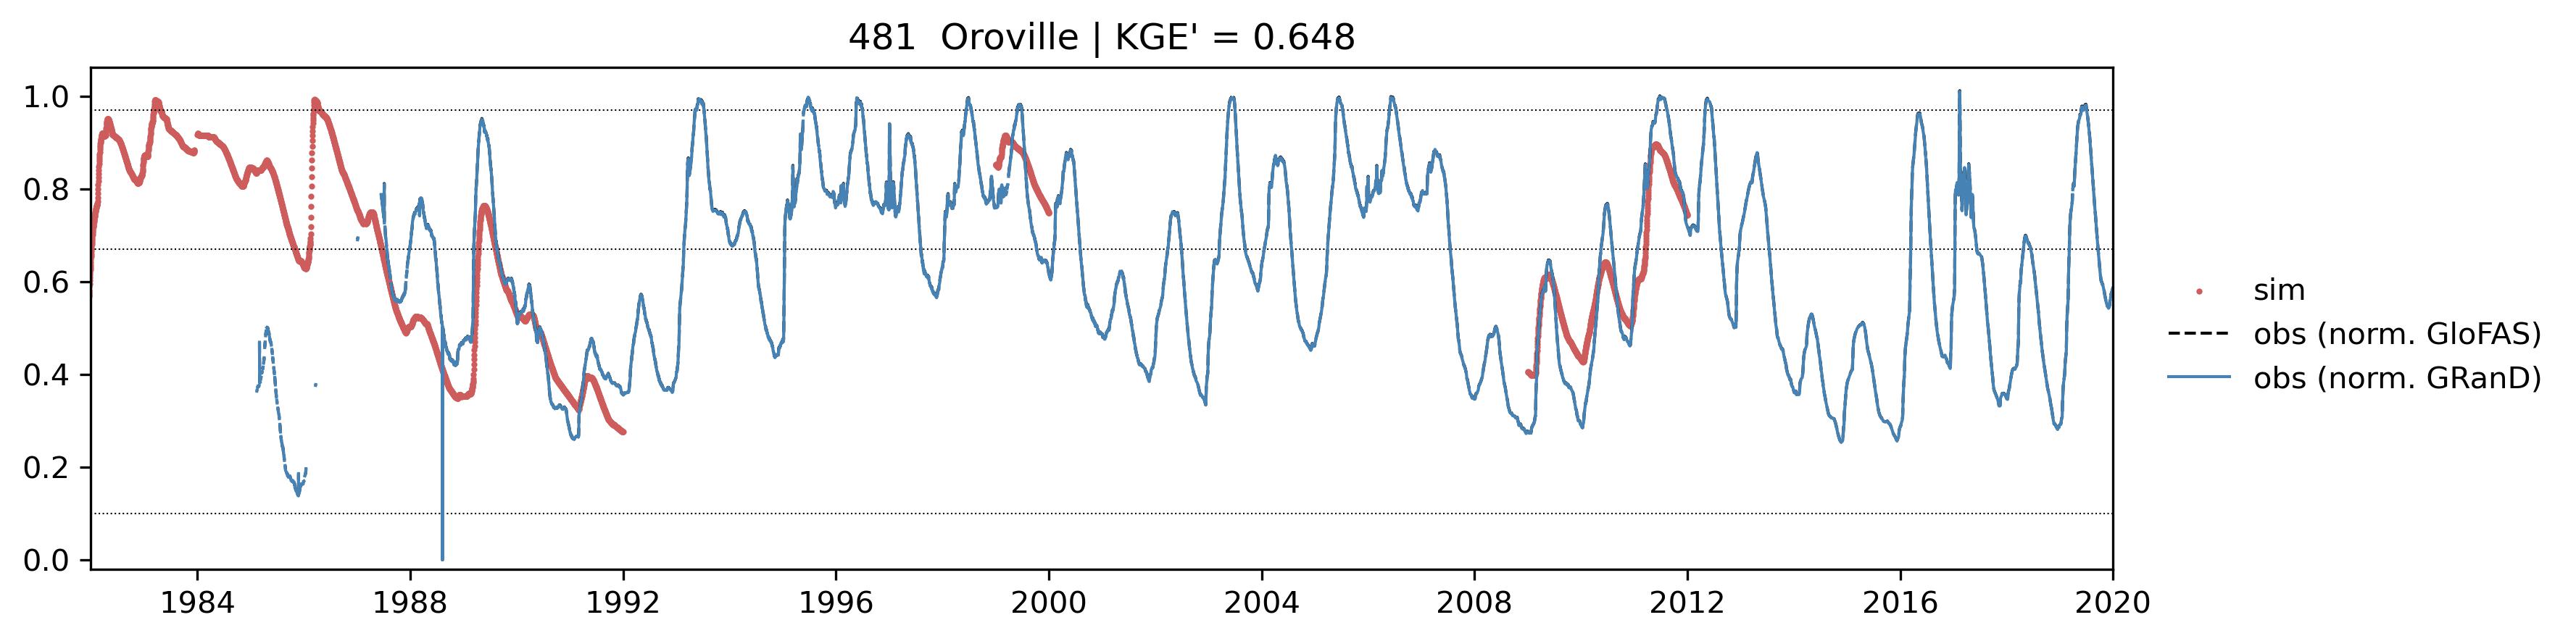 481  Oroville | KGE' = 0.648
1.0
0.8
0.6
0.4
0.2
0.0
1984 1988 1992 1996 2000 2004 2008 2012 2016 2020
sim
obs (norm. GloFAS)
obs (norm. GRanD)